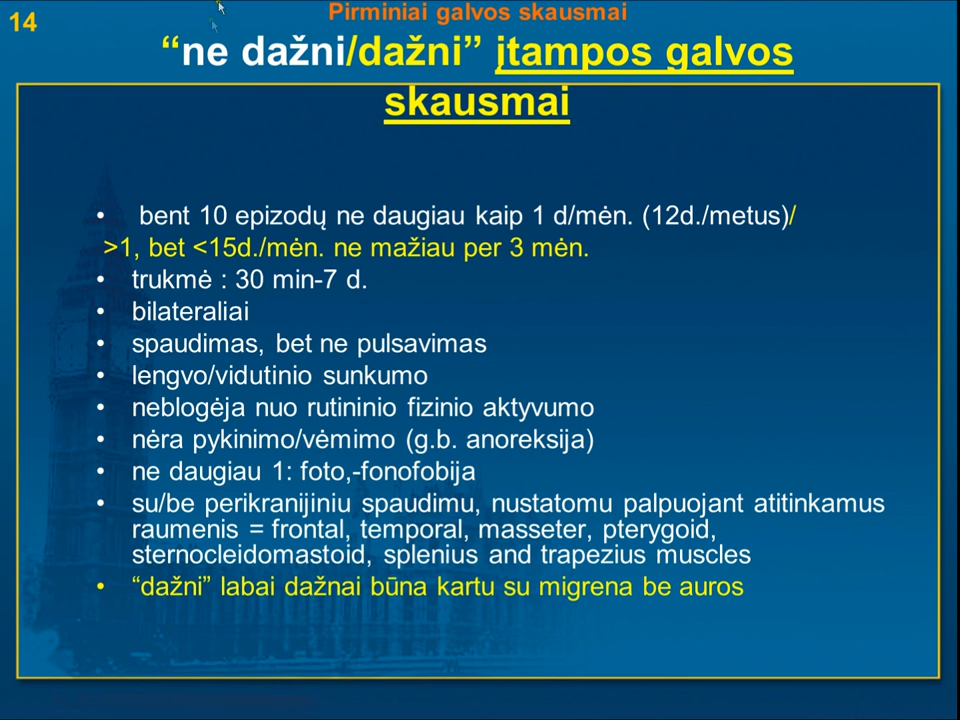 14
Pirminiai galvos skausmai
“ne dažni/dažni” įtampos galvos
skausmai
• bent 10 epizodų ne daugiau kaip 1 d/mėn. (12d./metus)/
>1, bet <15d./mėn. ne mažiau per 3 mėn.
• trukmė : 30 min-7 d.
• bilateraliai
• spaudimas, bet ne pulsavimas
• lengvo/vidutinio sunkumo
• neblogėja nuo rutininio fizinio aktyvumo
• nėra pykinimo/vėmimo (g.b. anoreksija)
• ne daugiau 1: foto,-fonofobija
• su/be perikranijiniu spaudimu, nustatomu palpuojant atitinkamus
raumenis = frontal, temporal, masseter, pterygoid,
sternocleidomastoid, splenius and trapezius muscles
• “dažni” labai dažnai būna kartu su migrena be auros